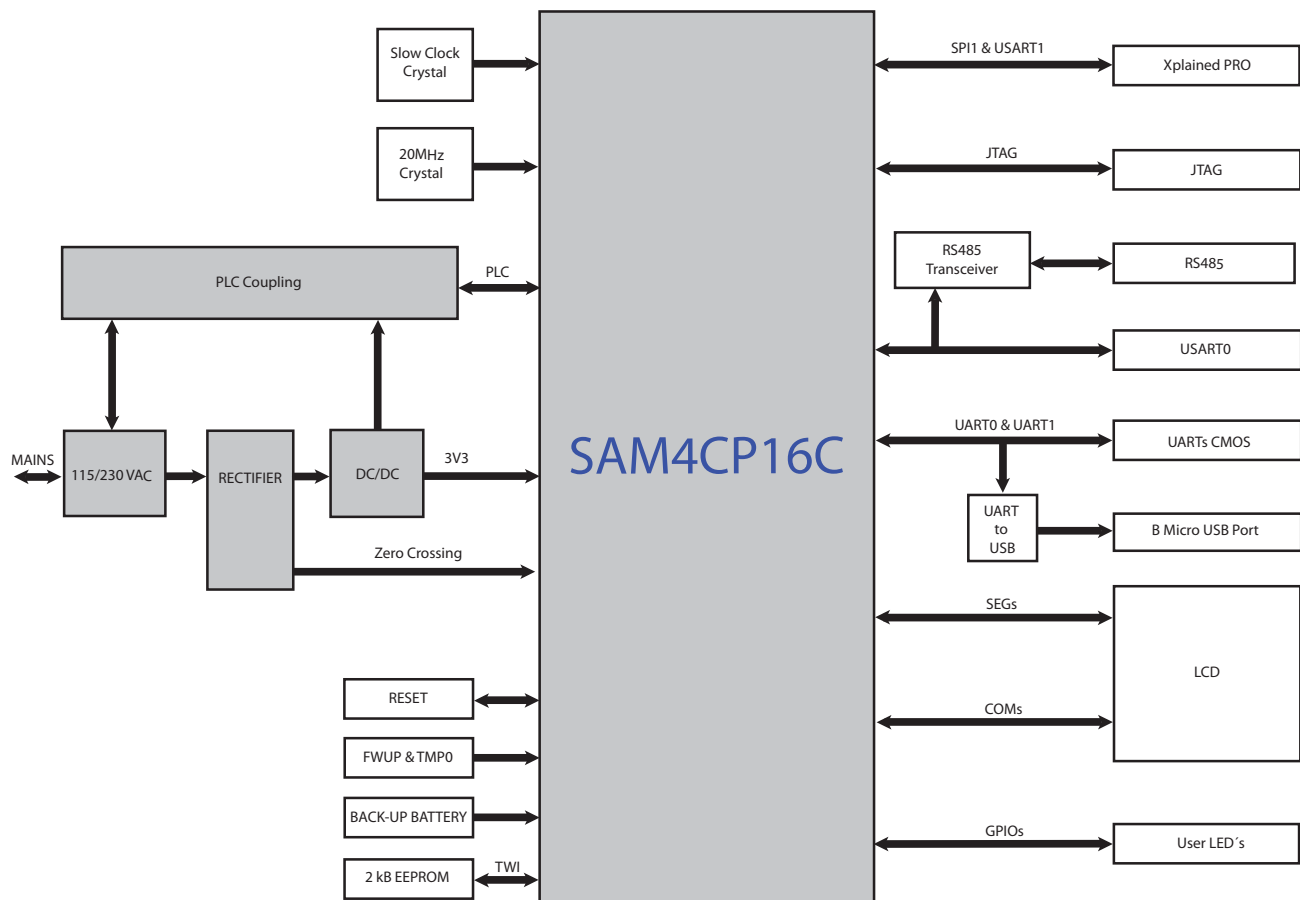 Slow Clock
Crystal
20MHz
Crystal
PLC Coupling
PLC
MAINS
115/230 VAC
RECTIFIER
DC/DC
3V3
Zero Crossing
RESET
FWUP & TMP0
BACK-UP BATTERY
2 kB EEPROM
TWI
SAM4CP16C
SPI1 & USART1
Xplained PRO
JTAG
JTAG
RS485
Transceiver
RS485
USART0
UART0 & UART1
UARTs CMOS
UART
to
USB
B Micro USB Port
SEGs
LCD
COMs
GPIOs
User LED´s